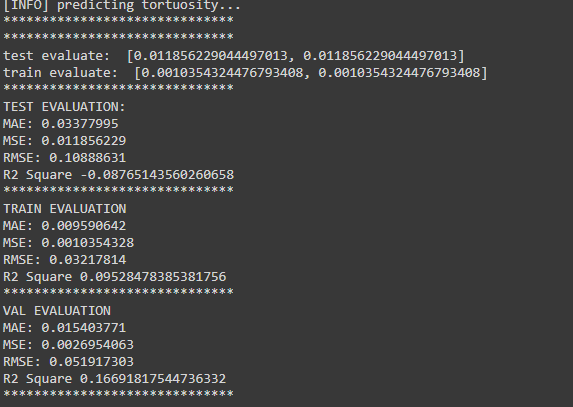 [INFO] predicting tortuosity...
******************************
******************************
test evaluate:  [0.011856229044497013, 0.011856229044497013]
train evaluate:  [0.0010354324476793408, 0.0010354324476793408]
******************************
TEST EVALUATION:
MAE: 0.03377995
MSE: 0.011856229
RMSE: 0.10888631
R2 Square -0.08765143560260658
******************************
TRAIN EVALUATION
MAE: 0.009590642
MSE: 0.0010354328
RMSE: 0.03217814
R2 Square 0.09528478385381756
******************************
VAL EVALUATION
MAE: 0.015403771
MSE: 0.0026954063
RMSE: 0.051917303
R2 Square 0.16691817544736332
******************************